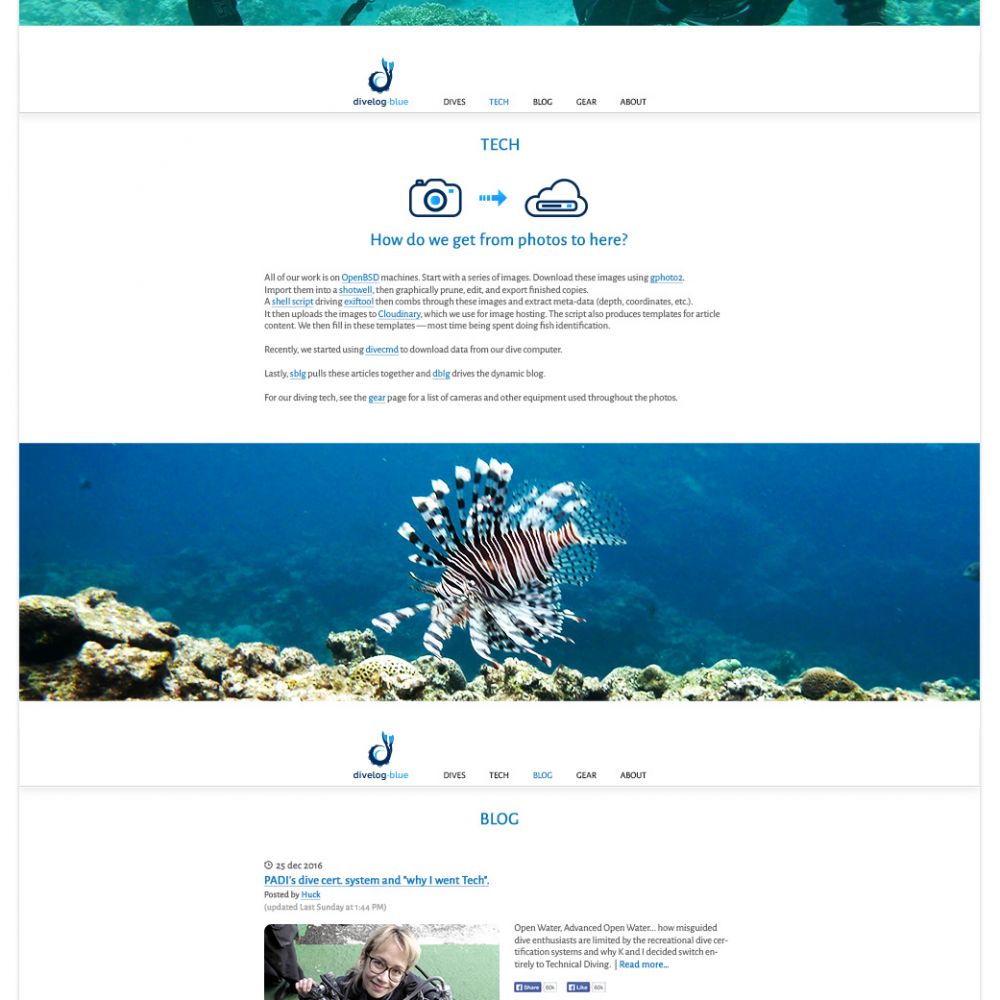 divelog-blue
DIVES TECH BLOG GEAR ABOUT
TECH
How do we get from photos to here?
All of our work is on OpenBSD machines. Start with a series of images. Download these images using gphoto2.
Import them into a shotwell, then graphically prune, edit, and export finished copies.
A shell script driving exiftool then combs through these images and extract meta-data (depth, coordinates, etc.).
It then uploads the images to Cloudinary, which we use for image hosting. The script also produces templates for article
content. We then fill in these templates — most time being spent doing fish identification.
Recently, we started using divecmd to download data from our dive computer.
Lastly, sblg pulls these articles together and dblg drives the dynamic blog.
For our diving tech, see the gear page for a list of cameras and other equipment used throughout the photos.
divelog-blue
DIVES TECH BLOG GEAR ABOUT
BLOG
25 dec 2016
PADI's dive cert. system and "why I went Tech".
Posted by Huck
(updated Last Sunday at 1:44 PM)
Open Water, Advanced Open Water... how misguided
dive enthusiasts are limited by the recreational dive cer-
tification systems and why K and I decided switch en-
tirely to Technical Diving. | Read more...
Share 60k Like 60k